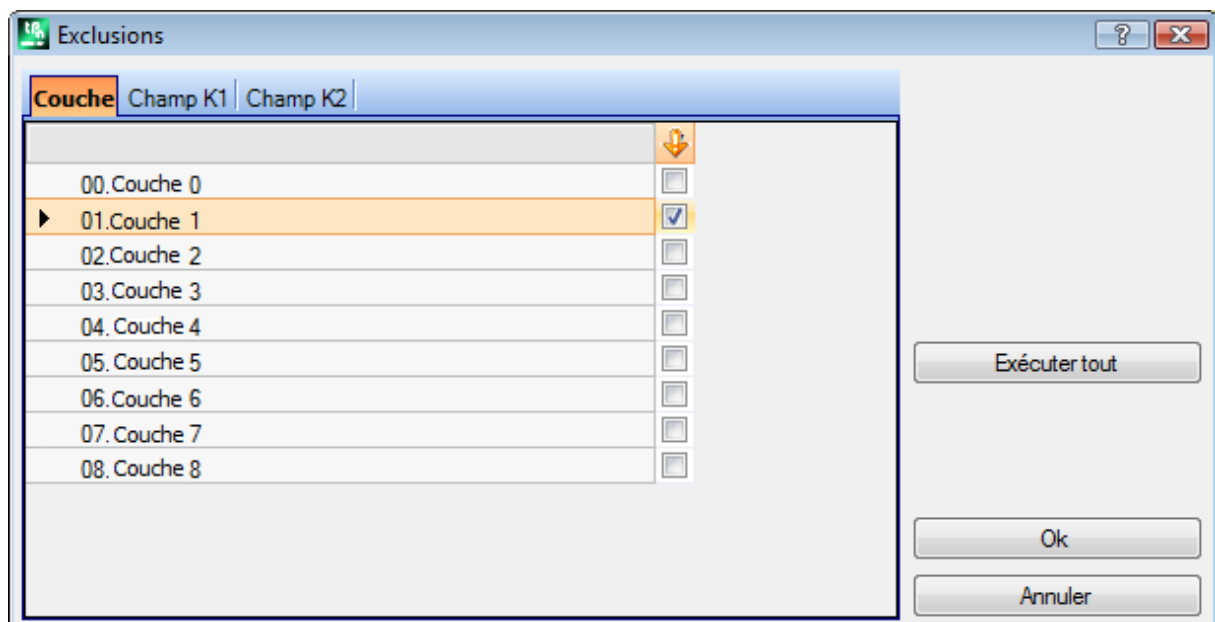 Exclusions
Couche Champ K1 Champ K2
00.Couche 0
01.Couche 1
02.Couche 2
03.Couche 3
04. Couche 4
05. Couche 5
06.Couche 6
07. Couche 7
08. Couche 8
Exécuter tout
Ok
Annuler